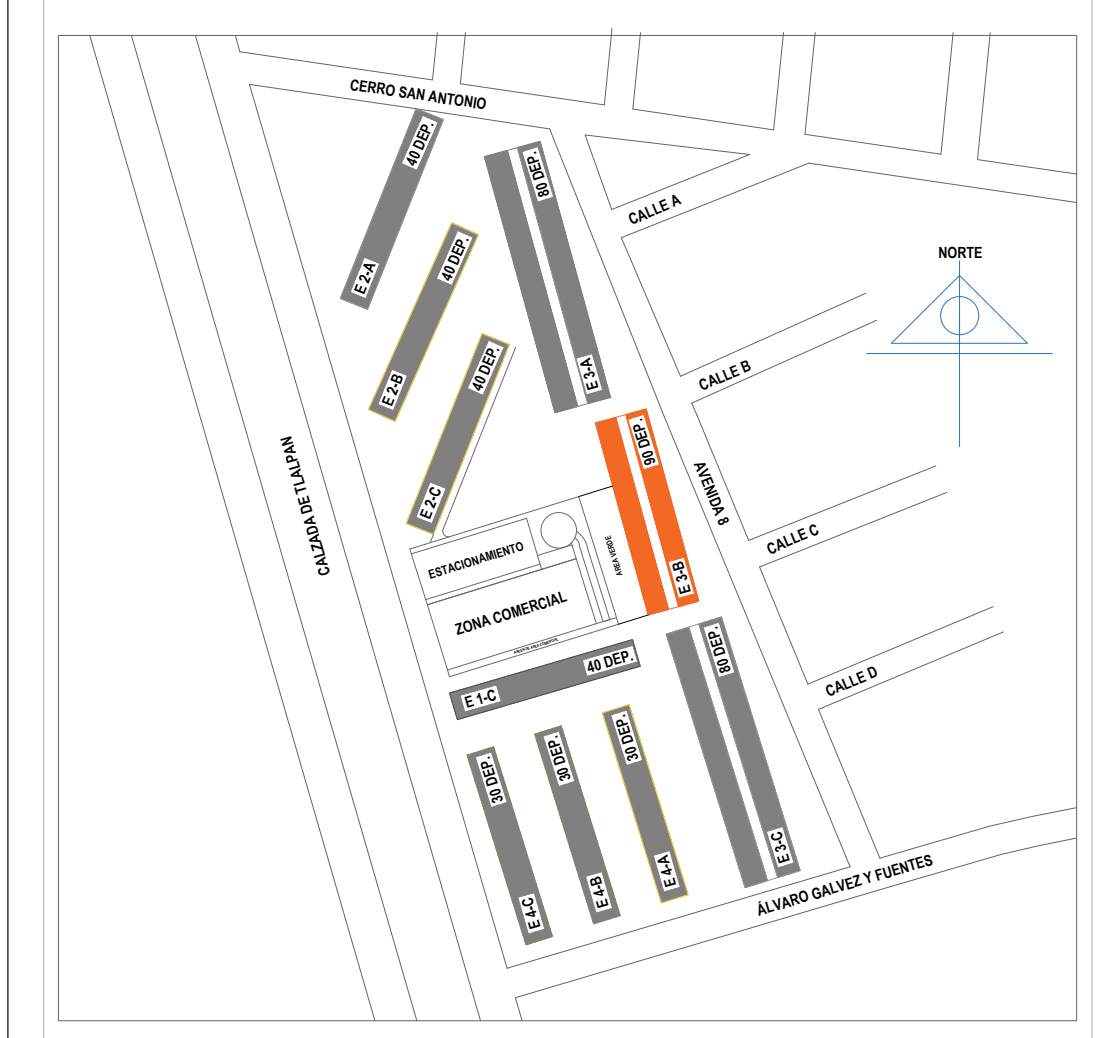 CERRO SAN ANTONIO
40 DEP.
E 2-A
80 DEP.
E 3-A
CALLE A
NORTE
40 DEP.
E 2-B
CALLE B
40 DEP.
E 2-C
90 DEP.
E 3-B
AVENIDA 8
CALZADA DE TLALPAN
CALLE C
ESTACIONAMIENTO
AREA VERDE
ZONA COMERCIAL
40 DEP.
E 1-C
80 DEP.
E 3-C
CALLE D
30 DEP.
E 4-C
30 DEP.
E 4-B
30 DEP.
E 4-A
ÁLVARO GALVEZ Y FUENTES